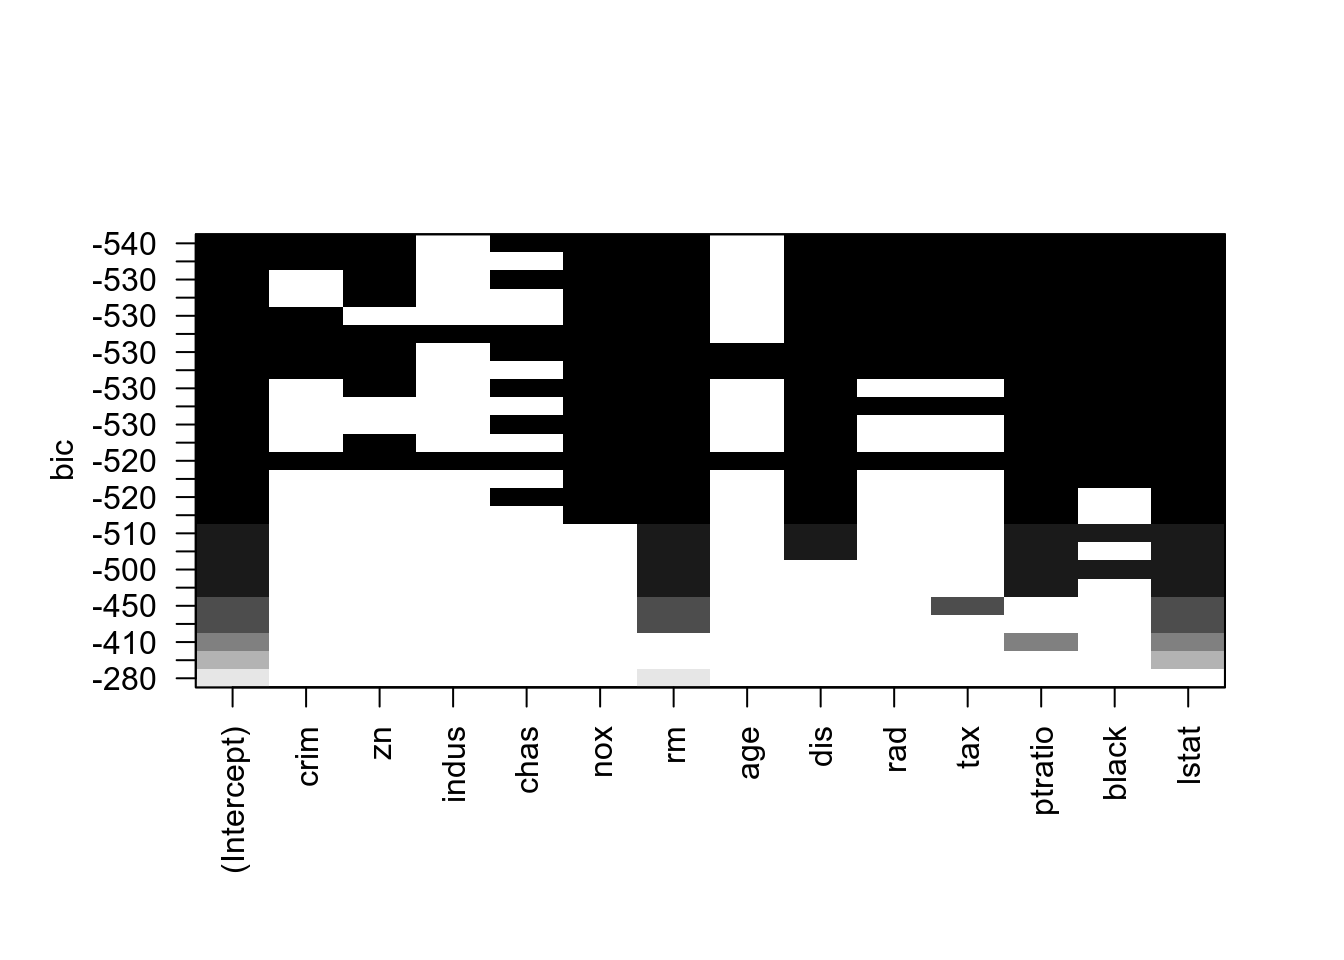 -540
-530
-530
-530
-530
-530
-520
-520
-510
-500
-450
-410
-280
bic
(Intercept)
crim
zn
indus
chas
nox
rm
age
dis
rad
tax
ptratio
black
lstat